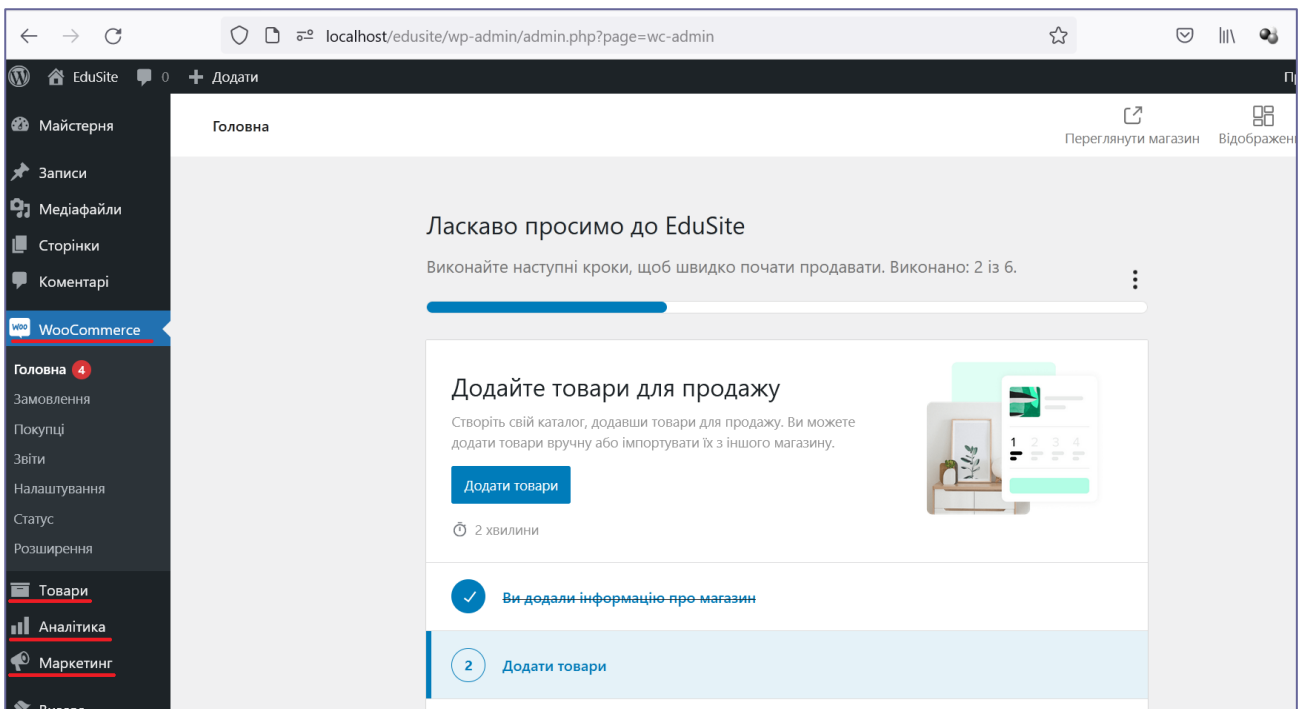 localhost/edusite/wp-admin/admin.php?page=wc-admin
EduSite 0 Додати
Майстерня
Головна
Переглянути магазин
Записи
Медіафайли
Сторінки
Коментарі
WooCommerce
Головна 4
Замовлення
Покупці
Звіти
Налаштування
Статус
Розширення
Товари
Аналітика
Маркетинг
Ласкаво просимо до EduSite
Виконайте наступні кроки, щоб швидко почати продавати. Виконано: 2 із 6.
Додайте товари для продажу
Створіть свій каталог, додавши товари для продажу. Ви можете
додати товари вручну або імпортувати їх з іншого магазину.
1 2 3 4
Додати товари
2 хвилини
Ви додали інформацію про магазин
2 Додати товари